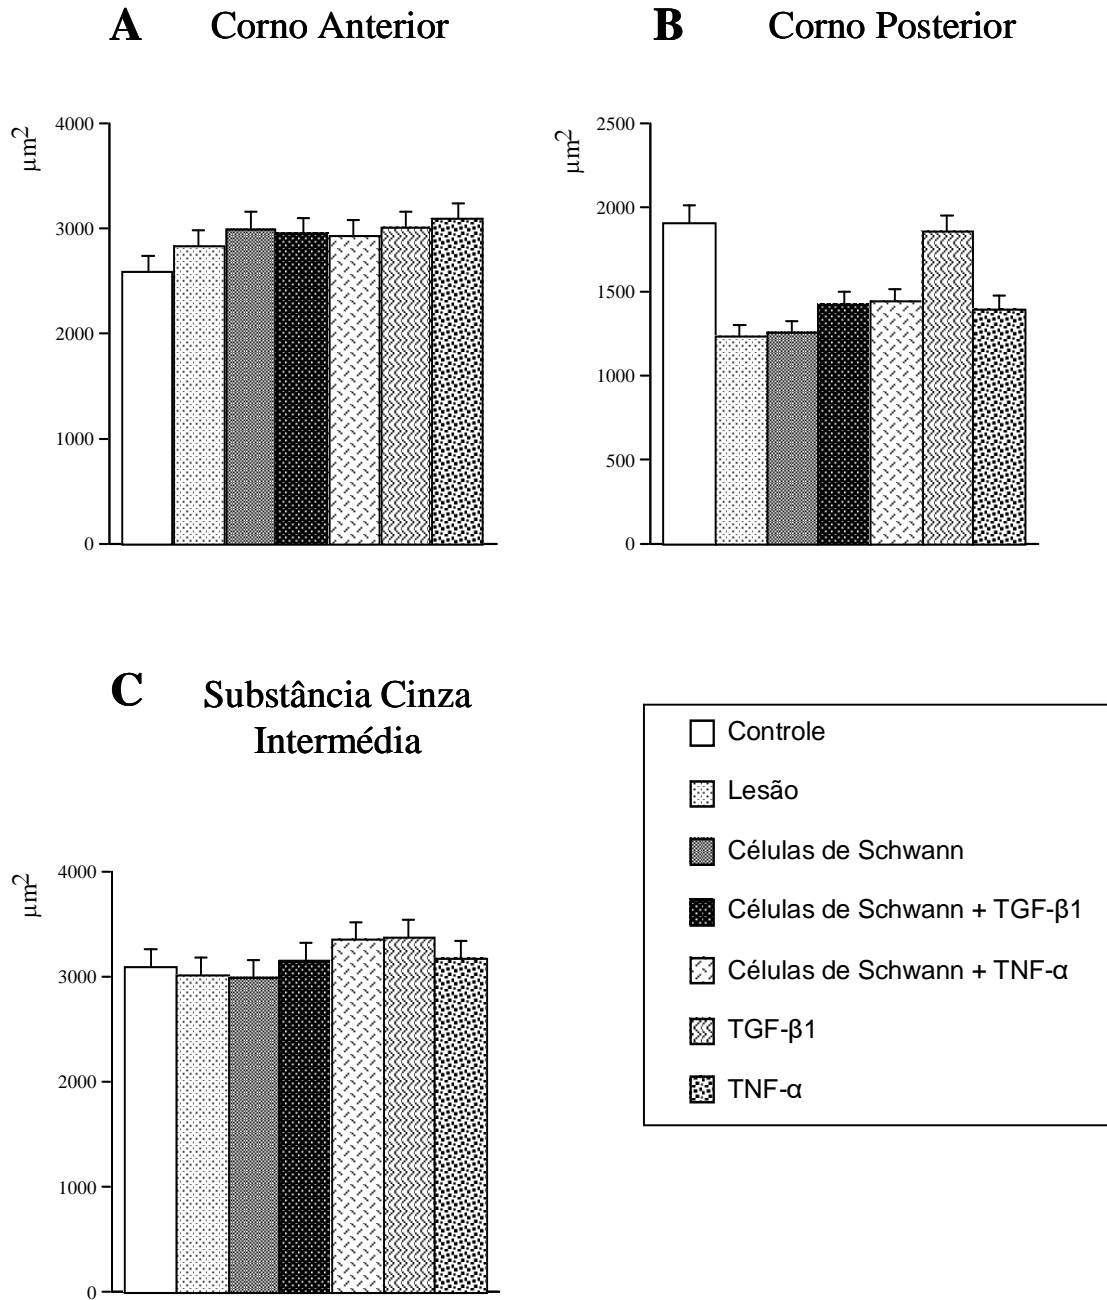 A Corno Anterior
µm2
4000
3000
2000
1000
0
B Corno Posterior
µm2
2500
2000
1500
1000
500
0
C Substância Cinza
Intermédia
µm2
4000
3000
2000
1000
0
Controle
Lesão
Células de Schwann
Células de Schwann + TGF-β1
Células de Schwann + TNF-α
TGF-β1
TNF-α